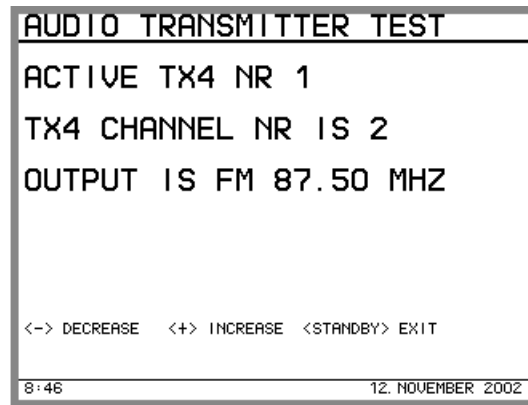 AUDIO TRANSMITTER TEST
ACTIVE TX4 NR 1
TX4 CHANNEL NR IS 2
OUTPUT IS FM 87.50 MHZ
<-> DECREASE <+> INCREASE <STANDBY> EXIT
8:46 12. NOVEMBER 2002